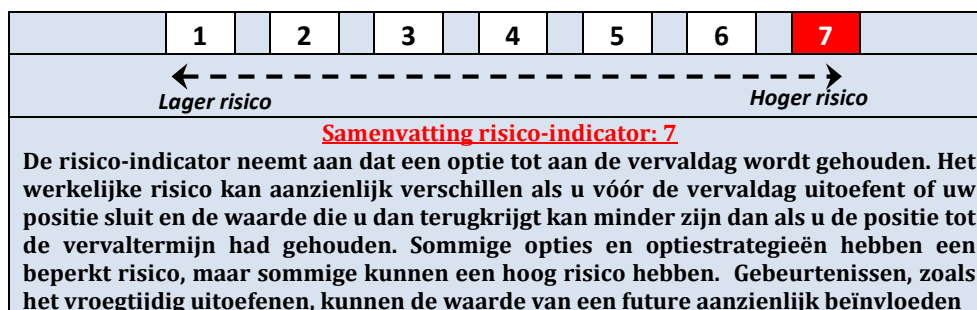 1 2 3 4 5 6 7
Lager risico Hoger risico
Samenvatting risico-indicator: 7
De risico-indicator neemt aan dat een optie tot aan de vervaldag wordt gehouden. Het
werkelijke risico kan aanzienlijk verschillen als u vóór de vervaldag uitoefent of uw
positie sluit en de waarde die u dan terugkrijgt kan minder zijn dan als u de positie tot
de vervaltermijn had gehouden. Sommige opties en optiestrategieën hebben een
beperkt risico, maar sommige kunnen een hoog risico hebben. Gebeurtenissen, zoals
het vroegtijdig uitoefenen, kunnen de waarde van een future aanzienlijk beïnvloeden